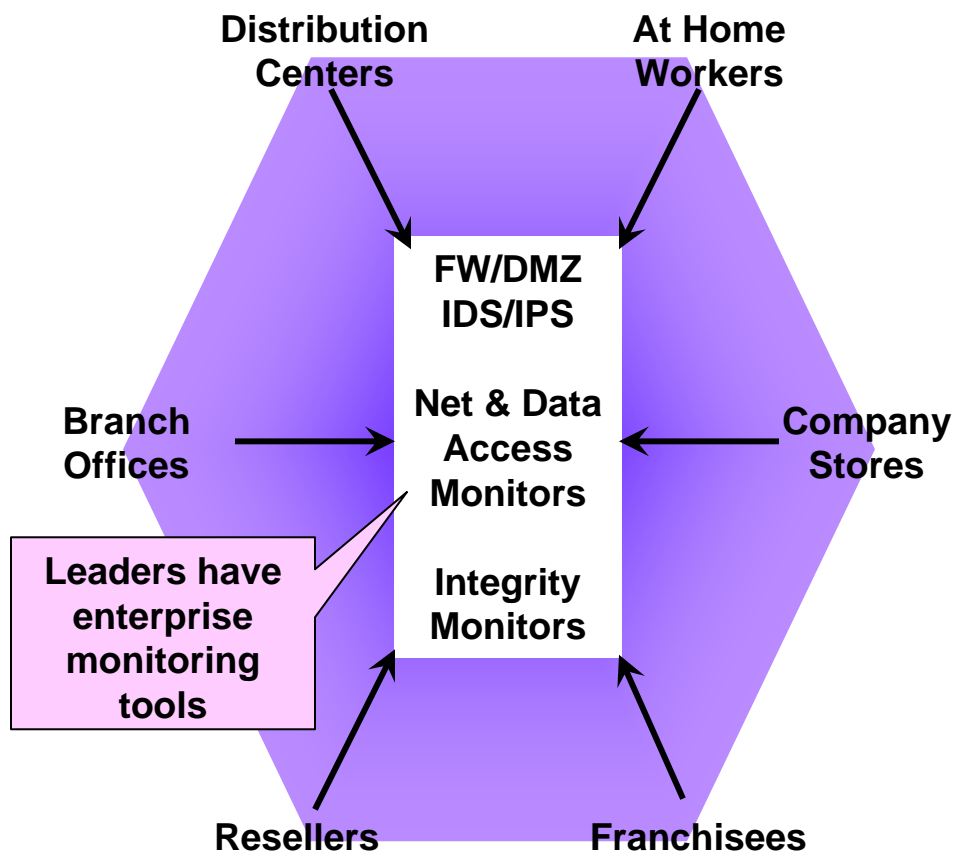 Distribution
Centers
At Home
Workers
FW/DMZ
IDS/IPS
Net & Data
Access
Monitors
Integrity
Monitors
Branch
Offices
Company
Stores
Leaders have
enterprise
monitoring
tools
Resellers
Franchisees